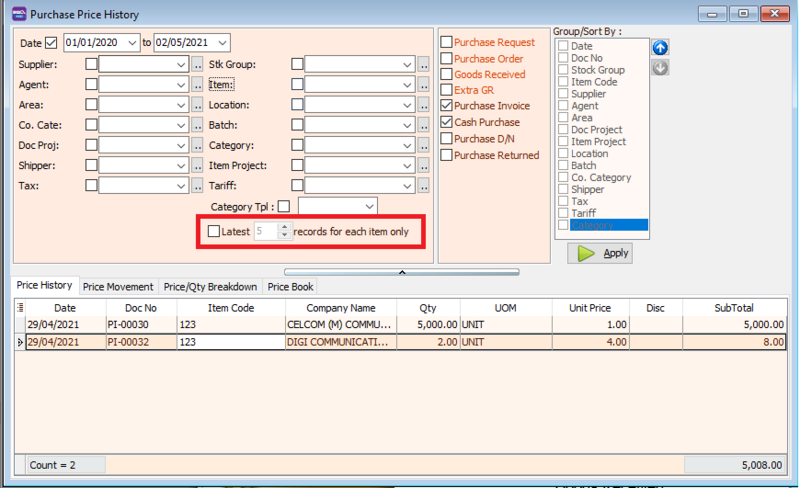 Purchase Price History
Date 01/01/2020 to 02/05/2021
Supplier: .. Stk Group: ..
Agent: .. Item: ..
Area: .. Location: ..
Co. Cate: .. Batch: ..
Doc Proj: .. Category: ..
Shipper: .. Item Project: ..
Tax: .. Tariff: ..
Category Tpl :
Latest 5 records for each item only
Purchase Request
Purchase Order
Goods Received
Extra GR
Purchase Invoice
Cash Purchase
Purchase D/N
Purchase Returned
Group/Sort By :
Date
Doc No
Stock Group
Item Code
Supplier
Agent
Area
Doc Project
Item Project
Location
Batch
Co. Category
Shipper
Tax
Tariff
Category
Apply
Price History Price Movement Price/Qty Breakdown Price Book
Date Doc No Item Code Company Name Qty UOM Unit Price Disc SubTotal
29/04/2021 PI-00030 123 CELCOM (M) COMMU... 5,000.00 UNIT 1.00 5,000.00
29/04/2021 PI-00032 123 DIGI COMMUNICATI... 2.00 UNIT 4.00 8.00
Count = 2 5,008.00